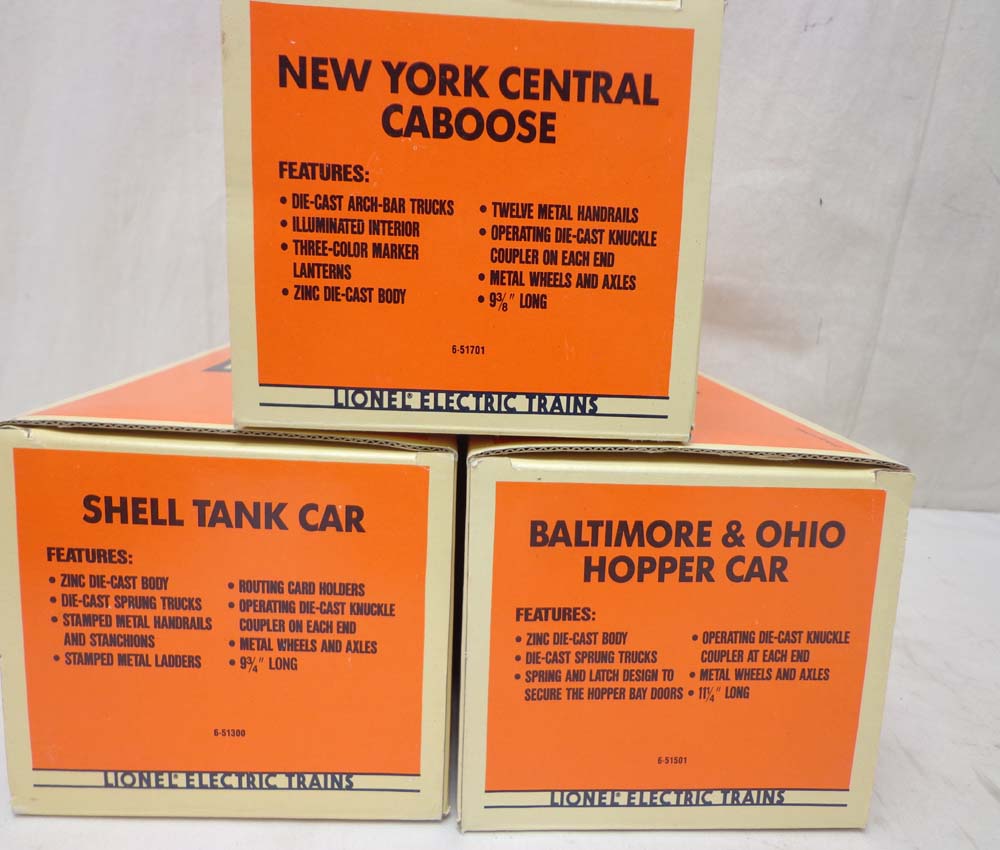 NEW YORK CENTRAL
CABOOSE
FEATURES:
• DIE-CAST ARCH-BAR TRUCKS
• ILLUMINATED INTERIOR
• THREE-COLOR MARKER
LANTERNS
• ZINC DIE-CAST BODY
• TWELVE METAL HANDRAILS
• OPERATING DIE-CAST KNUCKLE
COUPLER ON EACH END
• METAL WHEELS AND AXLES
• 9 3/8" LONG
6-51701
LIONEL® ELECTRIC TRAINS
SHELL TANK CAR
FEATURES:
• ZINC DIE-CAST BODY
• DIE-CAST SPRUNG TRUCKS
• STAMPED METAL HANDRAILS
AND STANCHIONS
• STAMPED METAL LADDERS
• ROUTING CARD HOLDERS
• OPERATING DIE-CAST KNUCKLE
COUPLER ON EACH END
• METAL WHEELS AND AXLES
• 9 3/4" LONG
6-51300
LIONEL® ELECTRIC TRAINS
BALTIMORE & OHIO
HOPPER CAR
FEATURES:
• ZINC DIE-CAST BODY
• DIE-CAST SPRUNG TRUCKS
• SPRING AND LATCH DESIGN TO
SECURE THE HOPPER BAY DOORS
• OPERATING DIE-CAST KNUCKLE
COUPLER AT EACH END
• METAL WHEELS AND AXLES
• 11 1/4" LONG
6-51501
LIONEL® ELECTRIC TRAINS